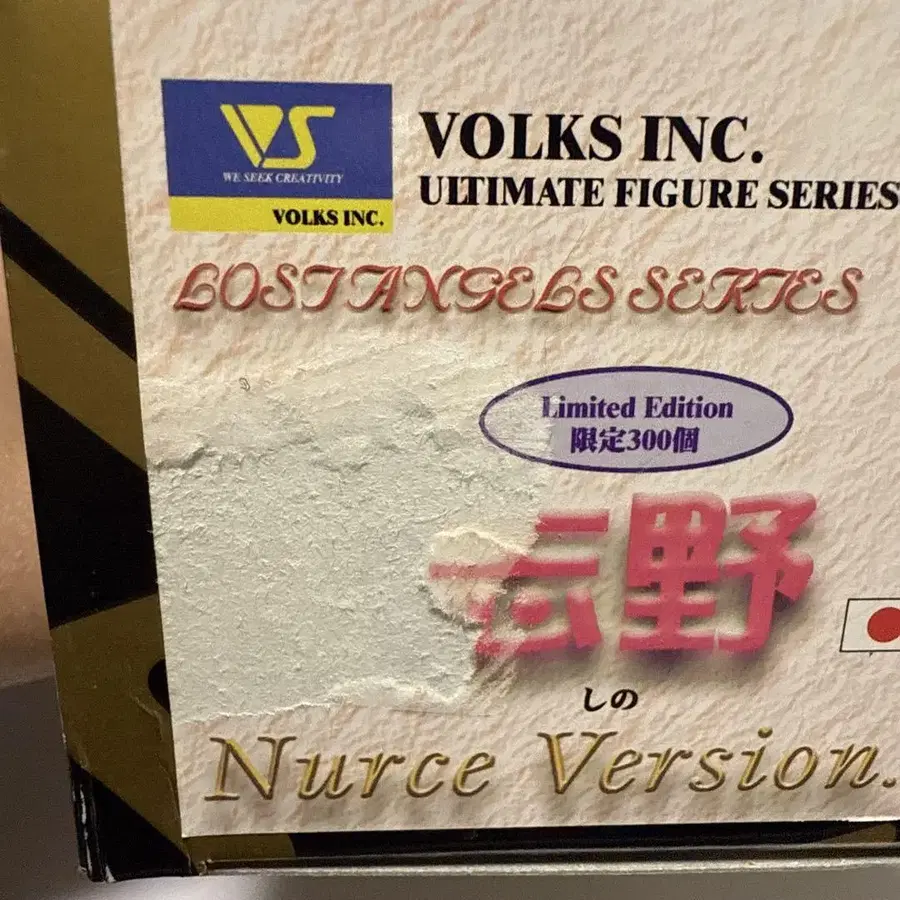 VS
WE SEEK CREATIVITY
VOLKS INC.
VOLKS INC.
ULTIMATE FIGURE SERIES
LOST ANGELS SERIES
Limited Edition
限定300個
野
しの
Nurce Version.